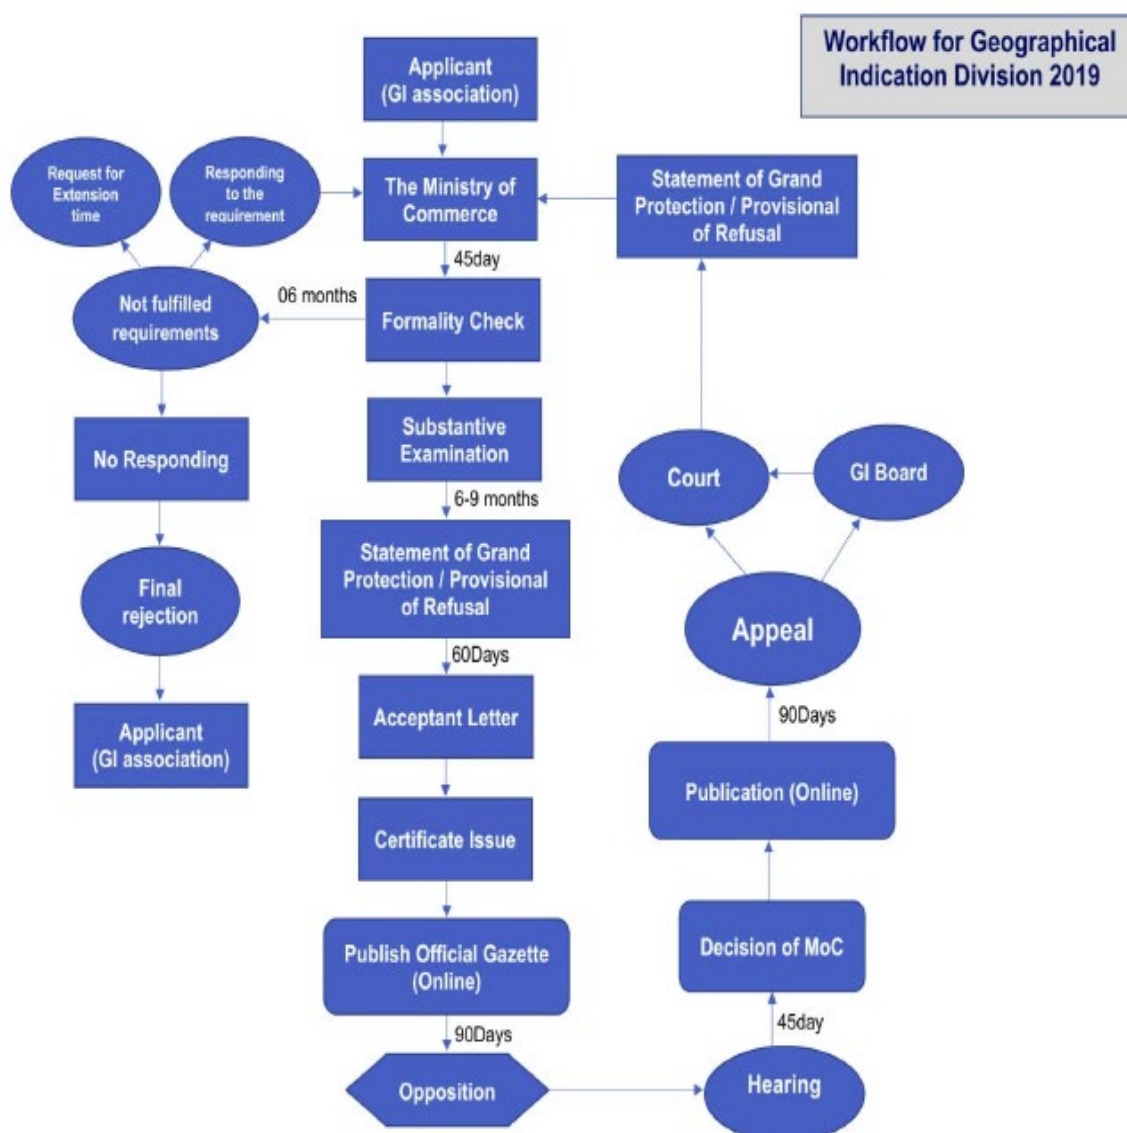 Workflow for Geographical
Indication Division 2019
Applicant
(GI association)
Request for
Extension
time
Responding
to the
requirement
The Ministry of
Commerce
Statement of Grand
Protection / Provisional
of Refusal
45day
Not fulfilled
requirements
06 months
Formality Check
No Responding
Substantive
Examination
Court
GI Board
6-9 months
Final
rejection
Statement of Grand
Protection / Provisional
of Refusal
Appeal
60Days
Applicant
(GI association)
Acceptant Letter
90Days
Publication (Online)
Certificate Issue
Publish Official Gazette
(Online)
Decision of MoC
90Days
45day
Opposition
Hearing